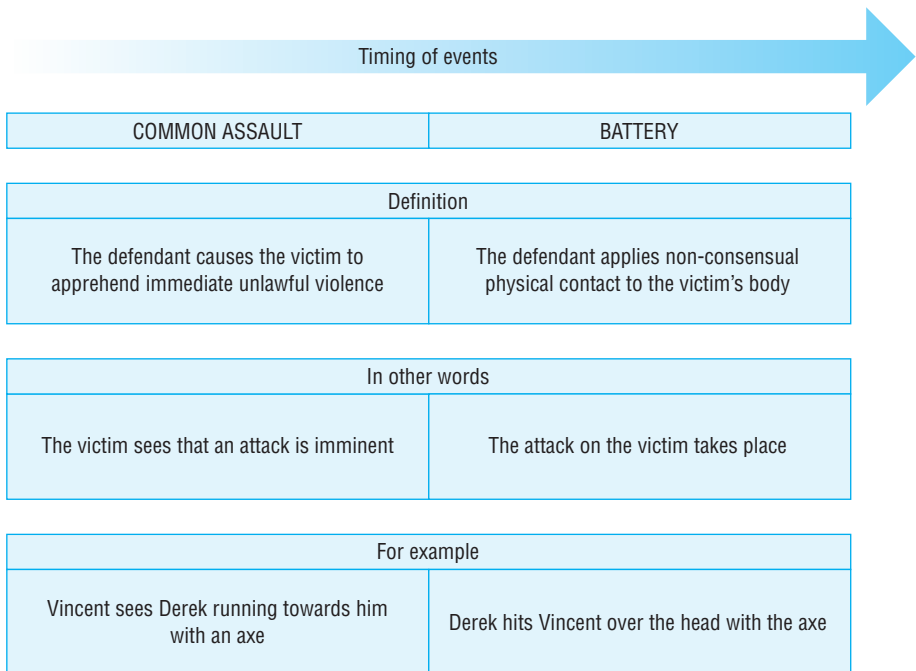 Timing of events
COMMON ASSAULT
BATTERY
Definition
The defendant causes the victim to
apprehend immediate unlawful violence
The defendant applies non-consensual
physical contact to the victim's body
In other words
The victim sees that an attack is imminent
The attack on the victim takes place
For example
Vincent sees Derek running towards him
with an axe
Derek hits Vincent over the head with the axe